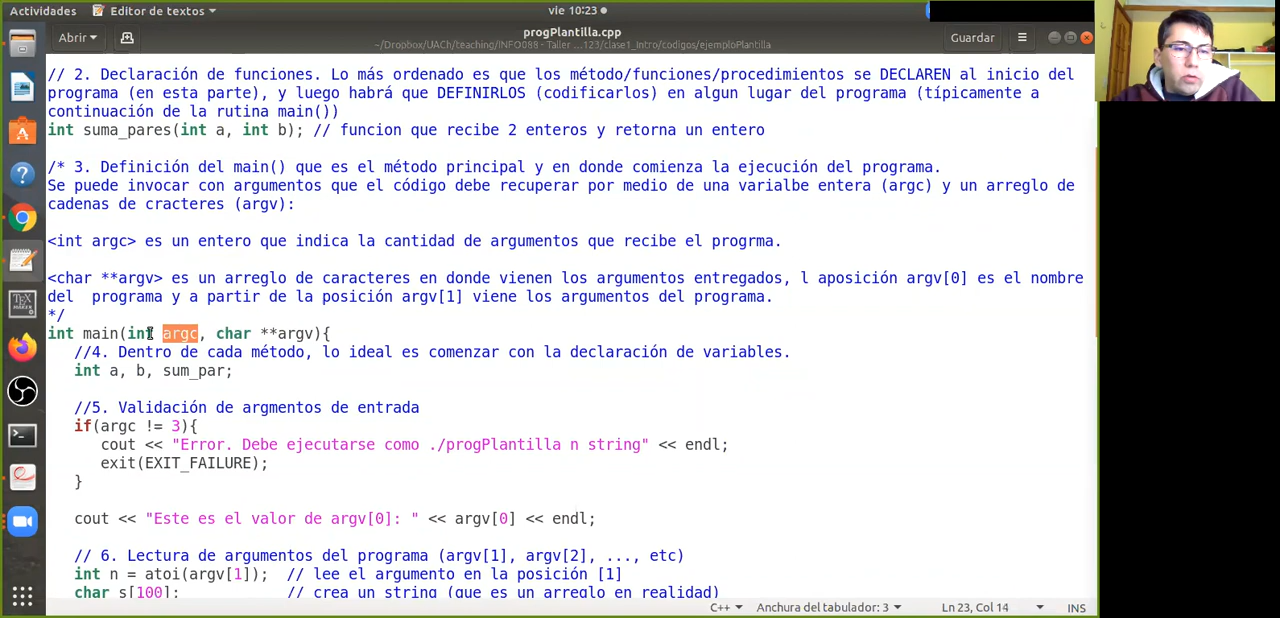 Actividades
Editor de textos
vie 10:23
Abrir
progPlantilla.cpp
~/Dropbox/UACh/teaching/INFO088 - Taller ...123/clase1_Intro/codigos/ejemploPlantilla
Guardar
// 2. Declaración de funciones. Lo más ordenado es que los método/funciones/procedimientos se DECLAREN al inicio del
programa (en esta parte), y luego habrá que DEFINIRLOS (codificarlos) en algun lugar del programa (típicamente a
continuación de la rutina main())
int suma_pares(int a, int b); // funcion que recibe 2 enteros y retorna un entero
/* 3. Definición del main() que es el método principal y en donde comienza la ejecución del programa.
Se puede invocar con argumentos que el código debe recuperar por medio de una varialbe entera (argc) y un arreglo de
cadenas de cracteres (argv):
<int argc> es un entero que indica la cantidad de argumentos que recibe el progrma.
<char **argv> es un arreglo de caracteres en donde vienen los argumentos entregados, l aposición argv[0] es el nombre
del  programa y a partir de la posición argv[1] viene los argumentos del programa.
*/
int main(int argc, char **argv){
//4. Dentro de cada método, lo ideal es comenzar con la declaración de variables.
int a, b, sum_par;
//5. Validación de argmentos de entrada
if(argc != 3){
cout << "Error. Debe ejecutarse como ./progPlantilla n string" << endl;
exit(EXIT_FAILURE);
}
cout << "Este es el valor de argv[0]: " << argv[0] << endl;
// 6. Lectura de argumentos del programa (argv[1], argv[2], ..., etc)
int n = atoi(argv[1]);  // lee el argumento en la posición [1]
char s[100];         // crea un string (que es un arreglo en realidad)
C++
Anchura del tabulador: 3
Ln 23, Col 14
INS